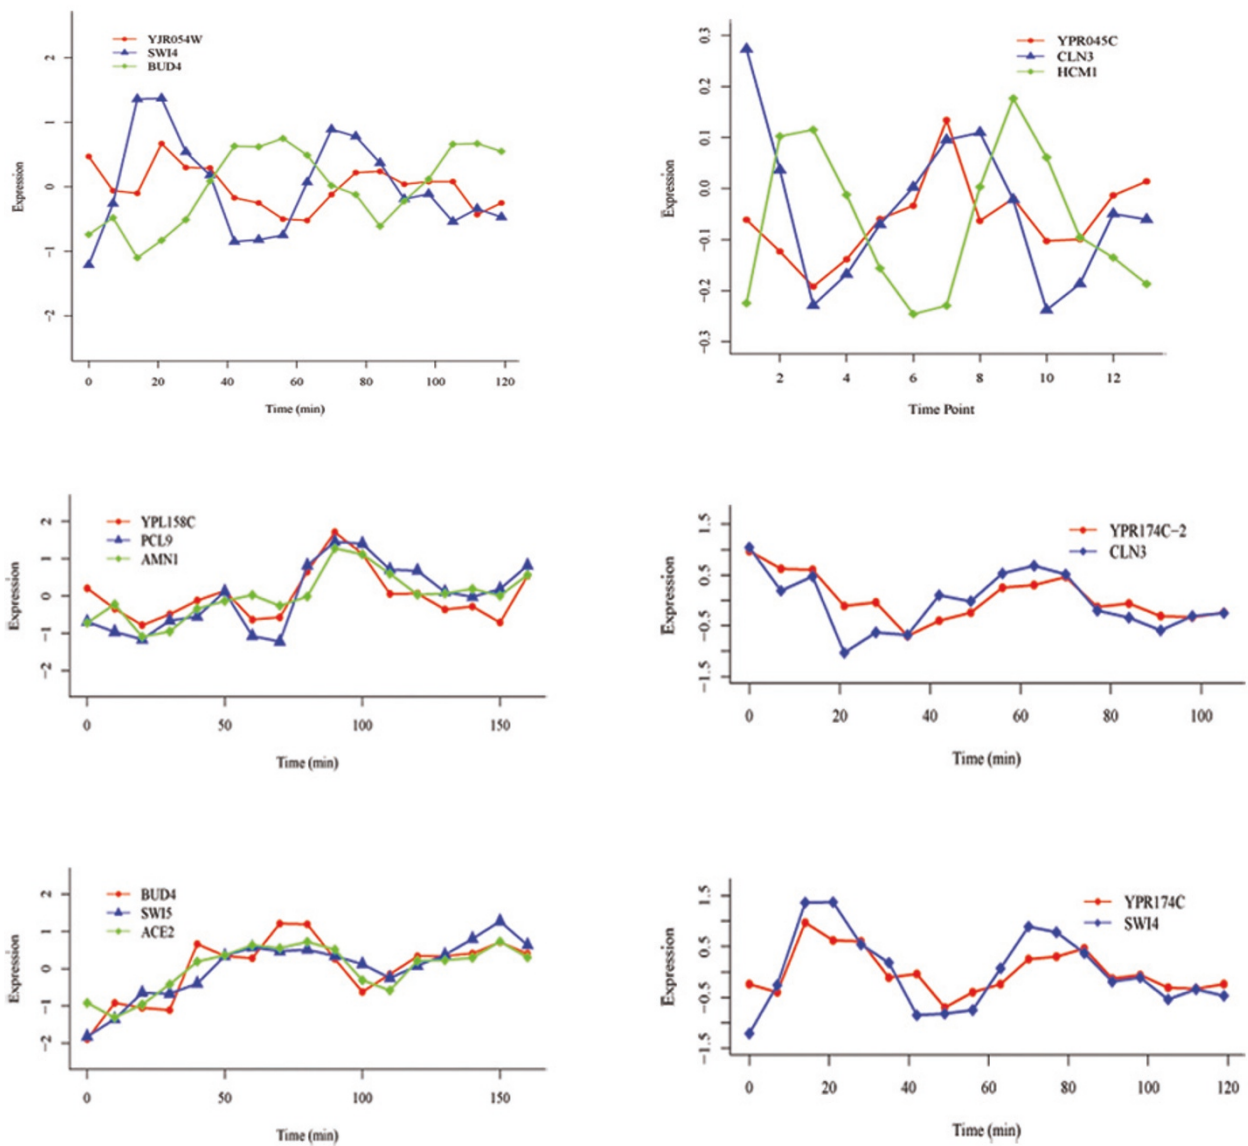 YJR054W
SWI4
BUD4
Expression
2
1
0
−1
−2
0 20 40 60 80 100 120
Time (min)
YPR045C
CLN3
HCM1
Expression
0.3
0.2
0.1
0.0
−0.1
−0.2
−0.3
2 4 6 8 10 12
Time Point
YPL158C
PCL9
AMN1
Expression
2
1
0
−1
−2
0 50 100 150
Time (min)
YPR174C−2
CLN3
Expression
1.5
0.5
−0.5
−1.5
0 20 40 60 80 100
Time (min)
BUD4
SWI5
ACE2
Expression
2
1
0
−1
−2
0 50 100 150
Time (min)
YPR174C
SWI4
Expression
1.5
0.5
−0.5
−1.5
0 20 40 60 80 100 120
Time (min)